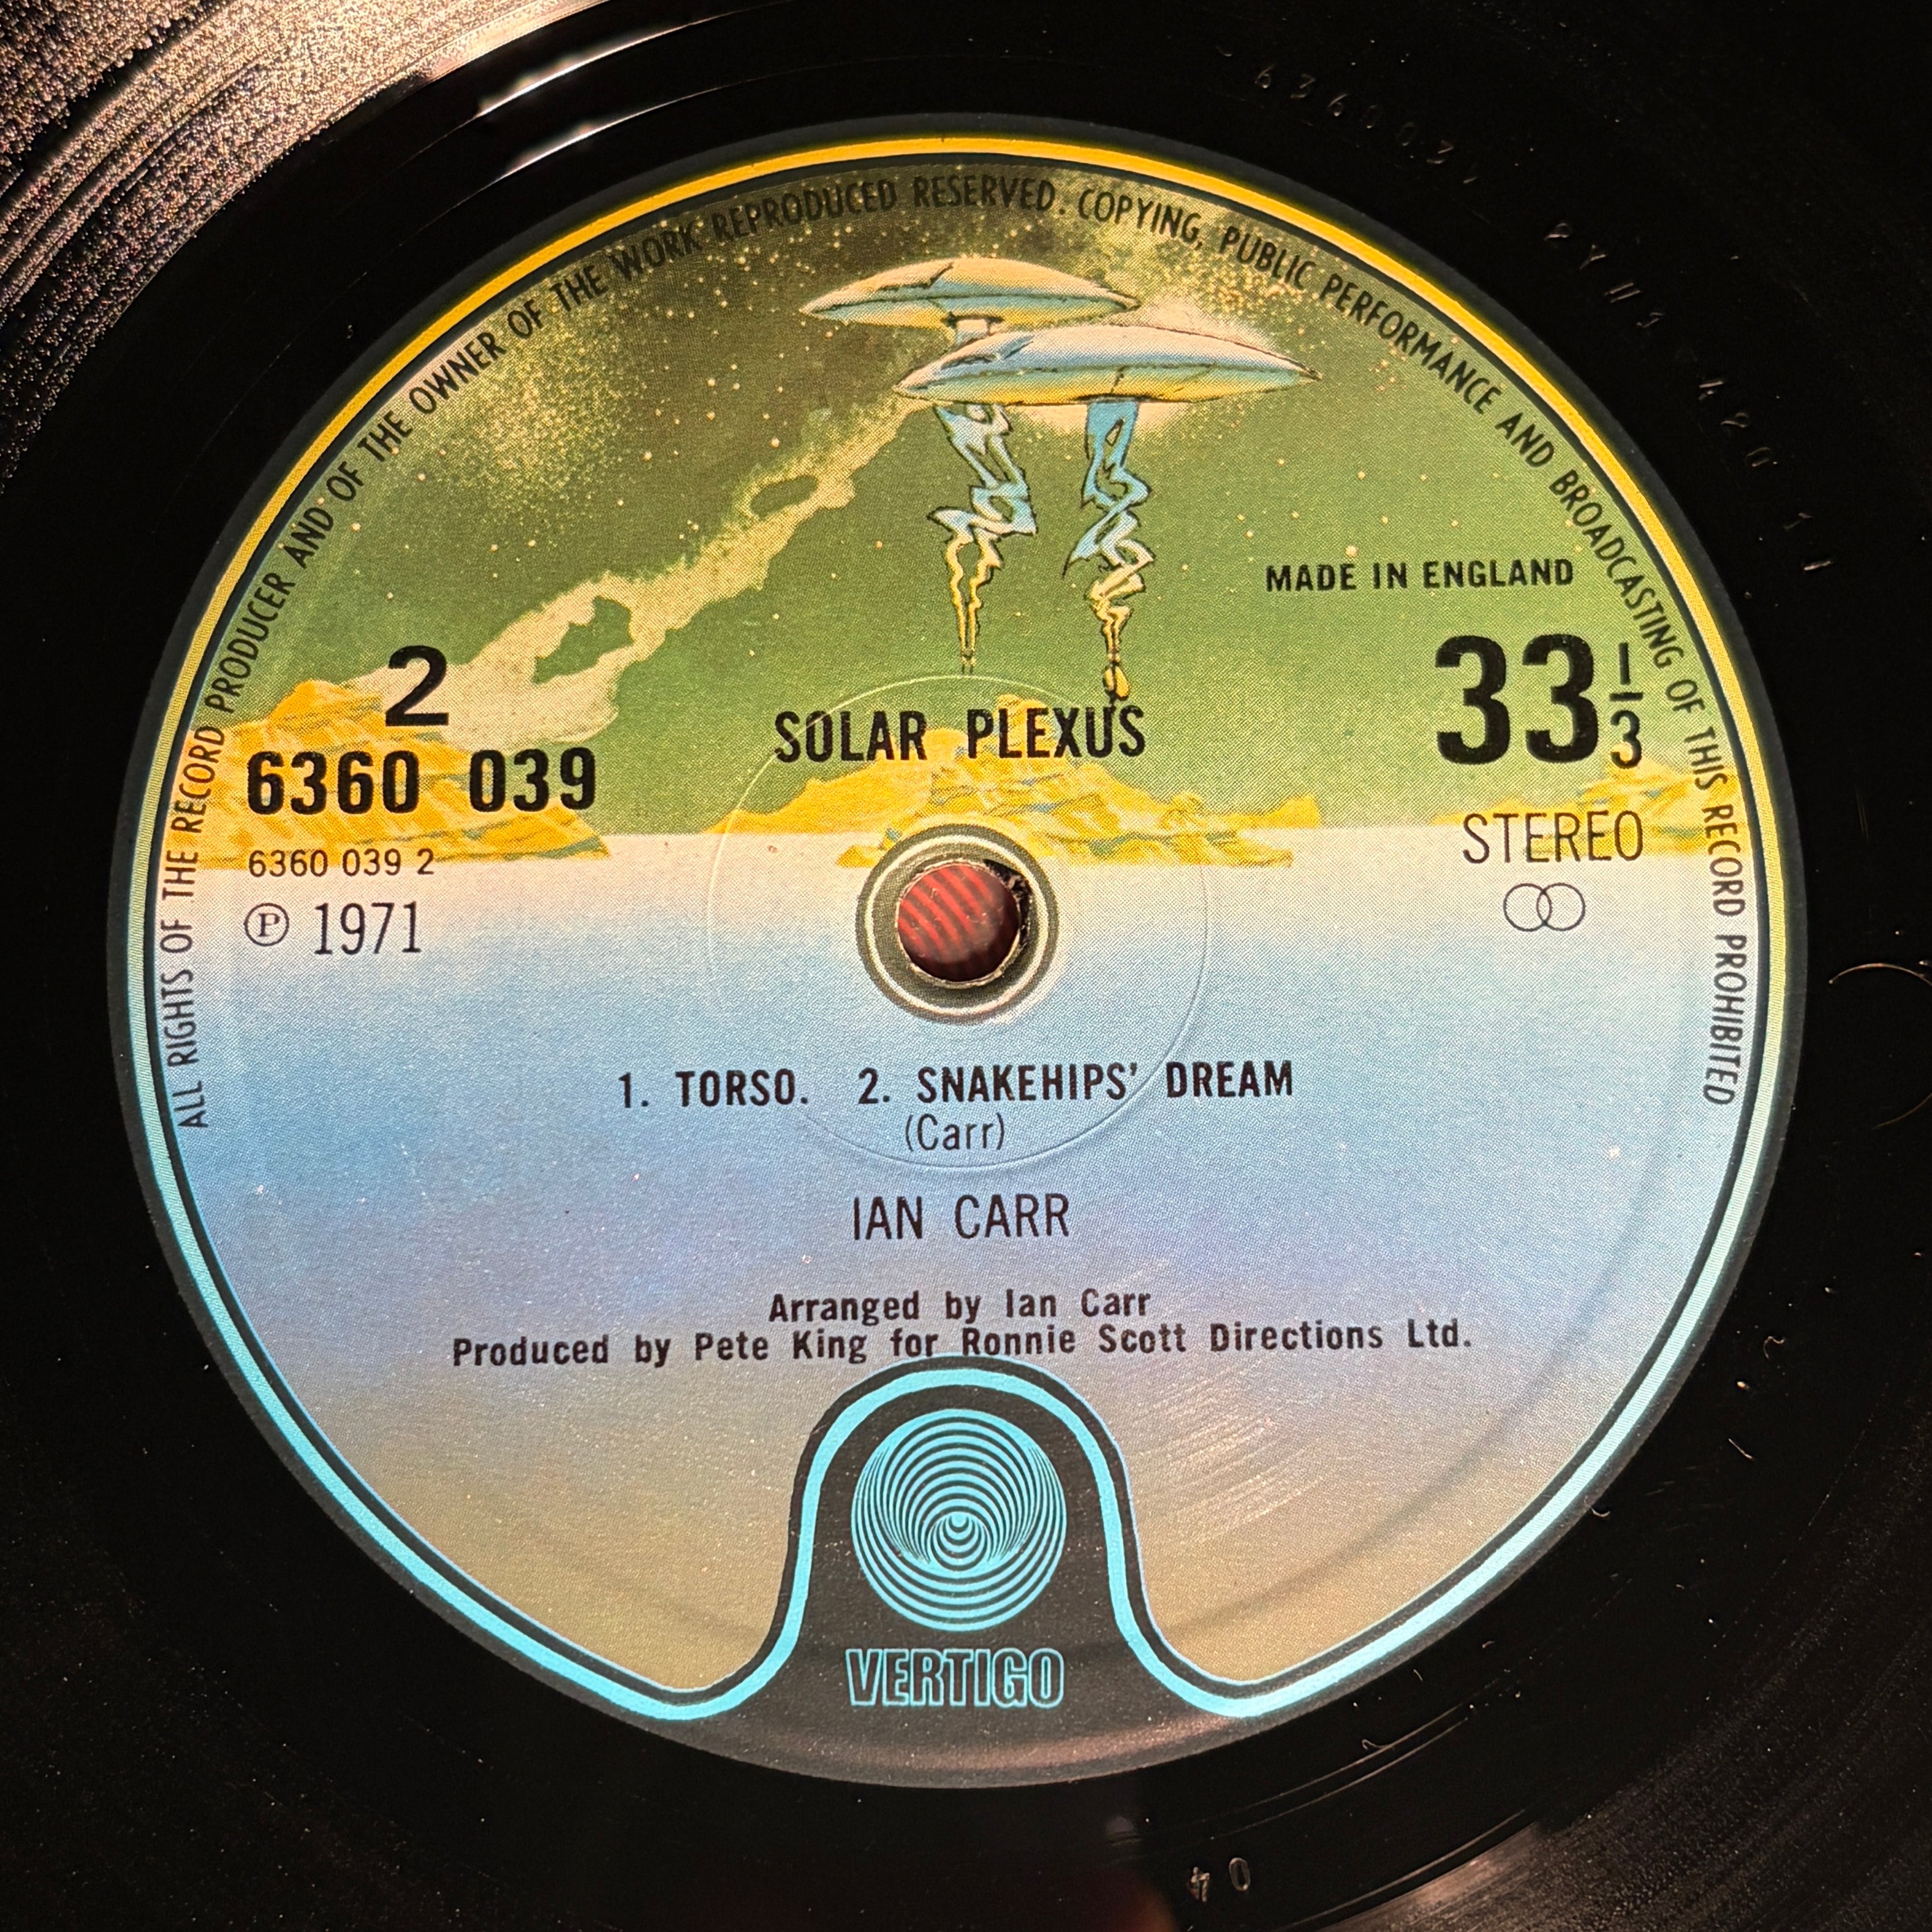 ALL RIGHTS OF THE RECORD PRODUCER AND OF THE OWNER OF THE WORK REPRODUCED RESERVED. COPYING, PUBLIC PERFORMANCE AND BROADCASTING OF THIS RECORD PROHIBITED
MADE IN ENGLAND
2
6360 039
6360 039 2
Ⓟ 1971
SOLAR PLEXUS
33 1/3
STEREO
1. TORSO. 2. SNAKEHIPS' DREAM
(Carr)
IAN CARR
Arranged by Ian Carr
Produced by Pete King for Ronnie Scott Directions Ltd.
VERTIGO
04